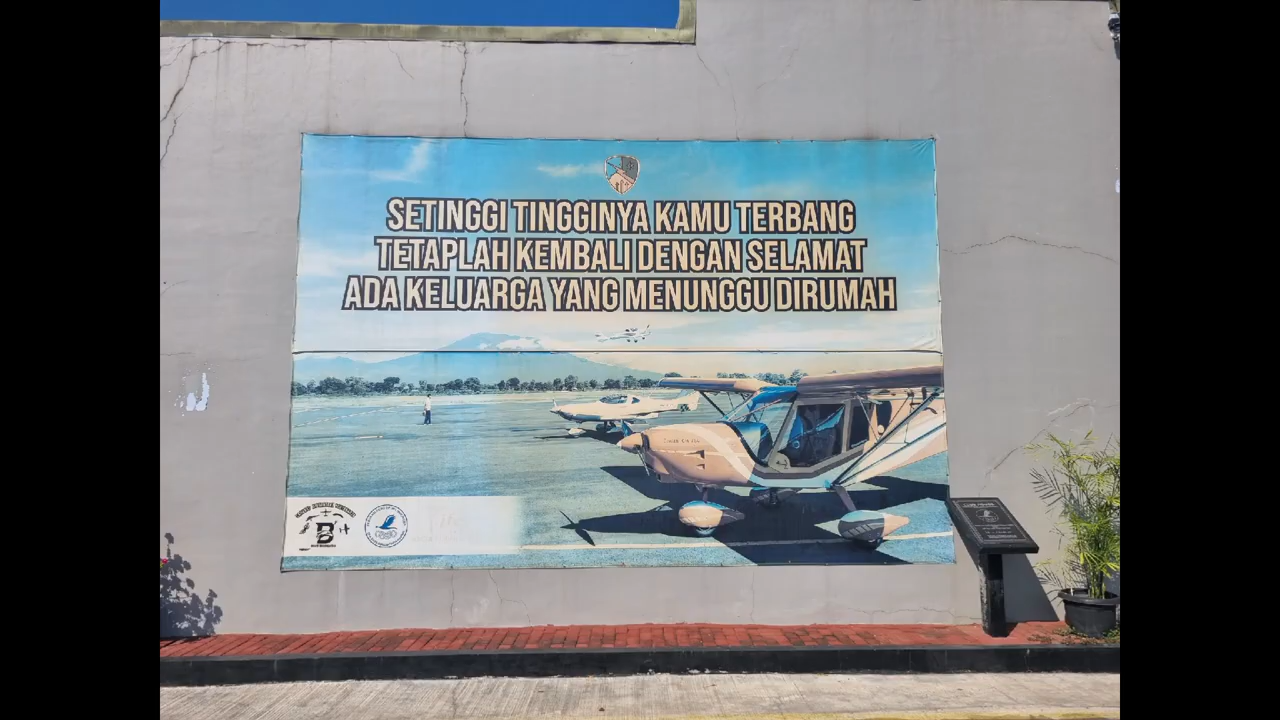 SETINGGI TINGGINYA KAMU TERBANG
TETAPLAH KEMBALI DENGAN SELAMAT
ADA KELUARGA YANG MENUNGGU DIRUMAH
B